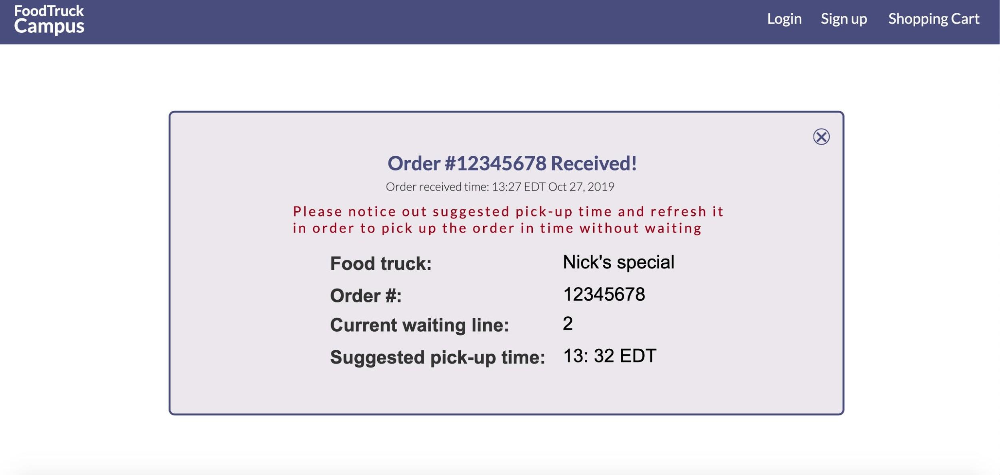 FoodTruck
Campus
Login Sign up Shopping Cart
Order #12345678 Received!
Order received time: 13:27 EDT Oct 27, 2019
Please notice out suggested pick-up time and refresh it
in order to pick up the order in time without waiting
Food truck: Nick's special
Order #: 12345678
Current waiting line: 2
Suggested pick-up time: 13: 32 EDT